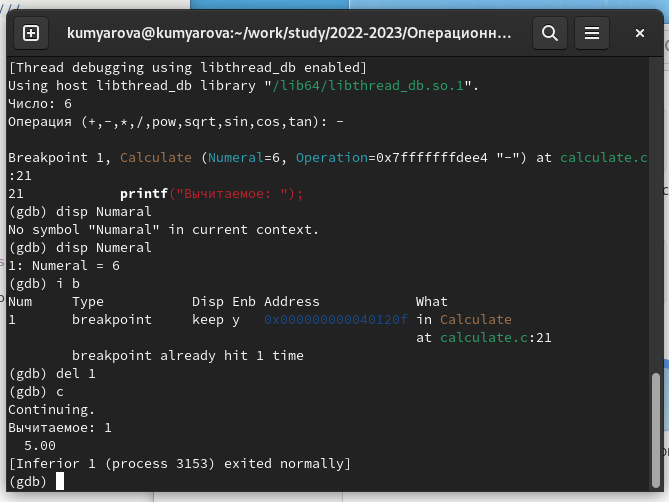 kumyarova@kumyarova:~/work/study/2022-2023/Операционн...
[Thread debugging using libthread_db enabled]
Using host libthread_db library "/lib64/libthread_db.so.1".
Число: 6
Операция (+,-,*,/,pow,sqrt,sin,cos,tan): -
Breakpoint 1, Calculate (Numeral=6, Operation=0x7fffffffdee4 "-") at calculate.c
:21
21 printf("Вычитаемое: ");
(gdb) disp Numaral
No symbol "Numaral" in current context.
(gdb) disp Numeral
1: Numeral = 6
(gdb) i b
Num Type Disp Enb Address What
1 breakpoint keep y 0x000000000040120f in Calculate
at calculate.c:21
breakpoint already hit 1 time
(gdb) del 1
(gdb) c
Continuing.
Вычитаемое: 1
5.00
[Inferior 1 (process 3153) exited normally]
(gdb)